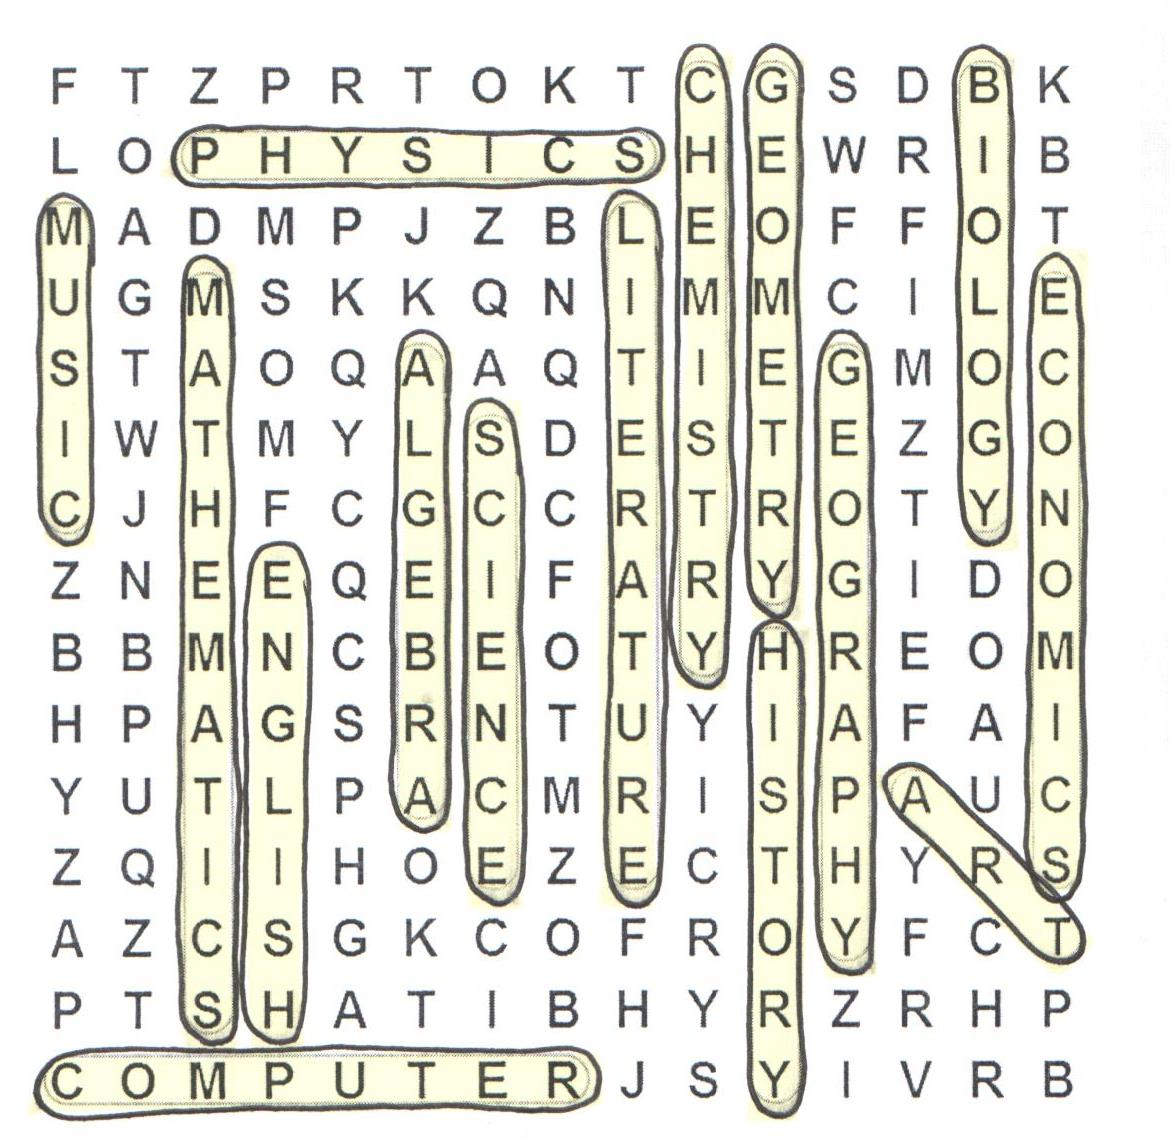 F T Z P R T O K T C G S D B K
L O P H Y S I C S H E W R I B
M A D M P J Z B L E O F F O T
U G M S K K Q N I M M C I L E
S T A O Q A A Q T I E G M O C
I W T M Y L S D E S T E Z G O
C J H F C G C C R T R O T Y N
Z N E E Q E I F A R Y G I D O
B B M N C B E O T Y H R E O M
H P A G S R N T U Y I A F A I
Y U T L P A C M R I S P A U C
Z Q I I H O E Z E C T H Y R S
A Z C S G K C O F R O Y F C T
P T S H A T I B H Y R Z R H P
C O M P U T E R J S Y I V R B